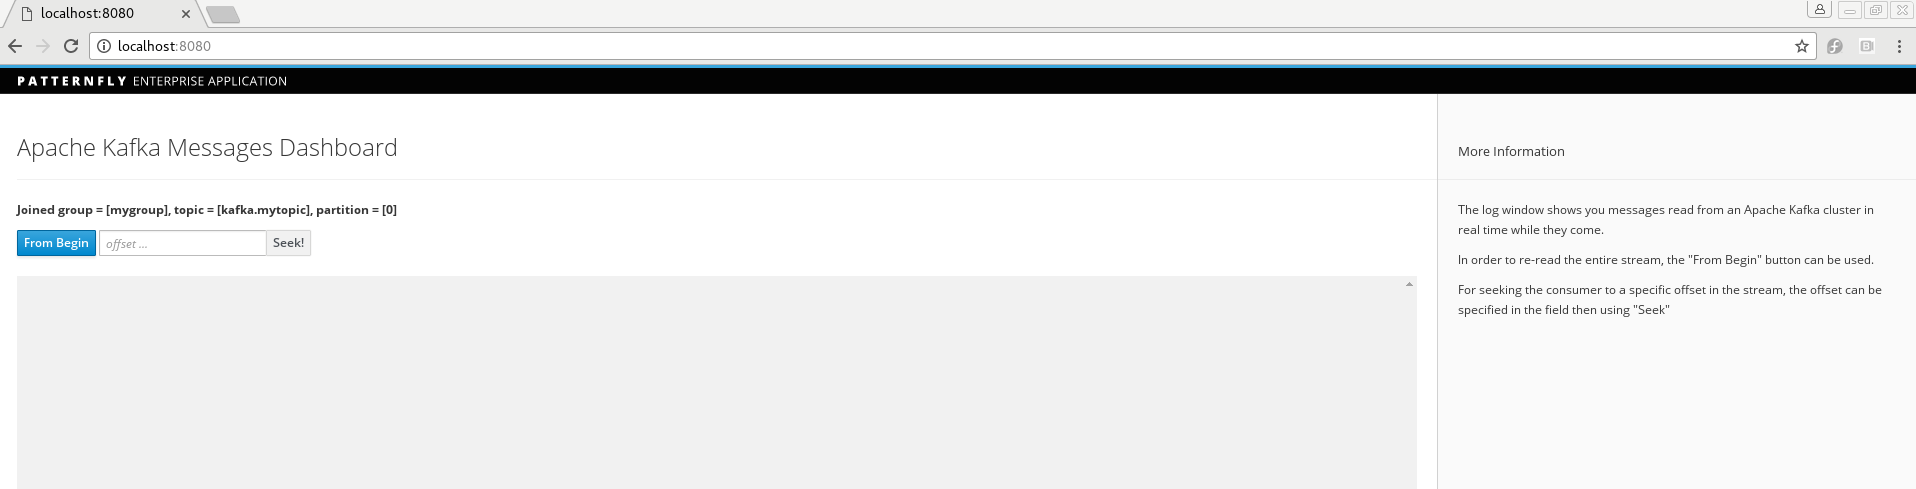 localhost:8080
localhost:8080
PATTERNFLY ENTERPRISE APPLICATION
Apache Kafka Messages Dashboard
Joined group = [mygroup], topic = [kafka.mytopic], partition = [0]
From Begin offset ... Seek!
More Information
The log window shows you messages read from an Apache Kafka cluster in
real time while they come.
In order to re-read the entire stream, the "From Begin" button can be used.
For seeking the consumer to a specific offset in the stream, the offset can be
specified in the field then using "Seek"